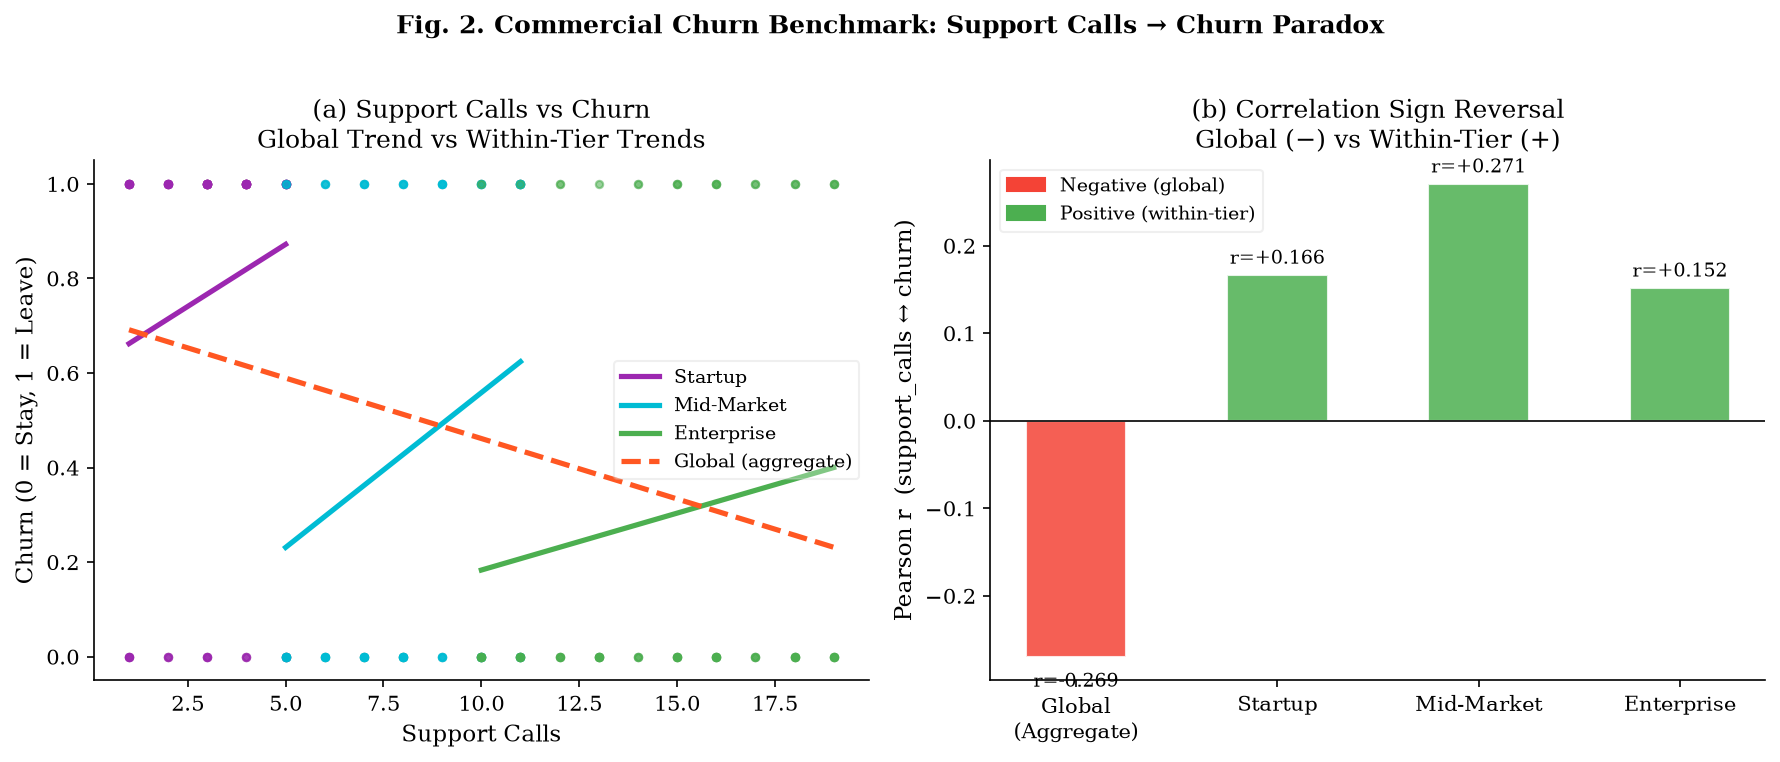 Fig. 2. Commercial Churn Benchmark: Support Calls → Churn Paradox
(a) Support Calls vs Churn
Global Trend vs Within-Tier Trends
Churn (0 = Stay, 1 = Leave)
1.0
0.8
0.6
0.4
0.2
0.0
Startup
Mid-Market
Enterprise
Global (aggregate)
2.5 5.0 7.5 10.0 12.5 15.0 17.5
Support Calls
(b) Correlation Sign Reversal
Global (−) vs Within-Tier (+)
Pearson r (support_calls ↔ churn)
Negative (global)
Positive (within-tier)
0.2
0.1
0.0
−0.1
−0.2
r=-0.269
r=+0.166
r=+0.271
r=+0.152
Global
(Aggregate)
Startup
Mid-Market
Enterprise